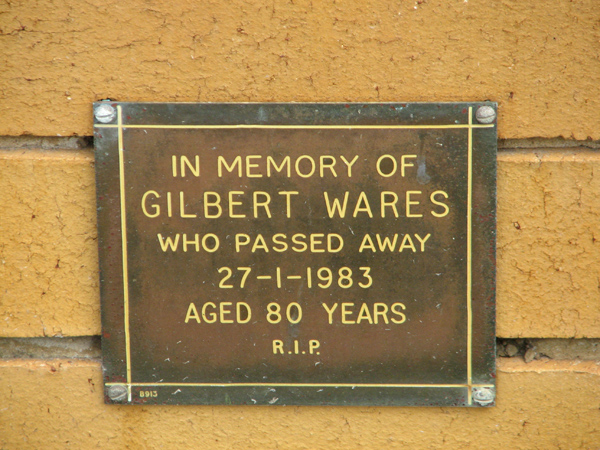 IN MEMORY OF
GILBERT WARES
WHO PASSED AWAY
27-1-1983
AGED 80 YEARS
R.I.P.
8913